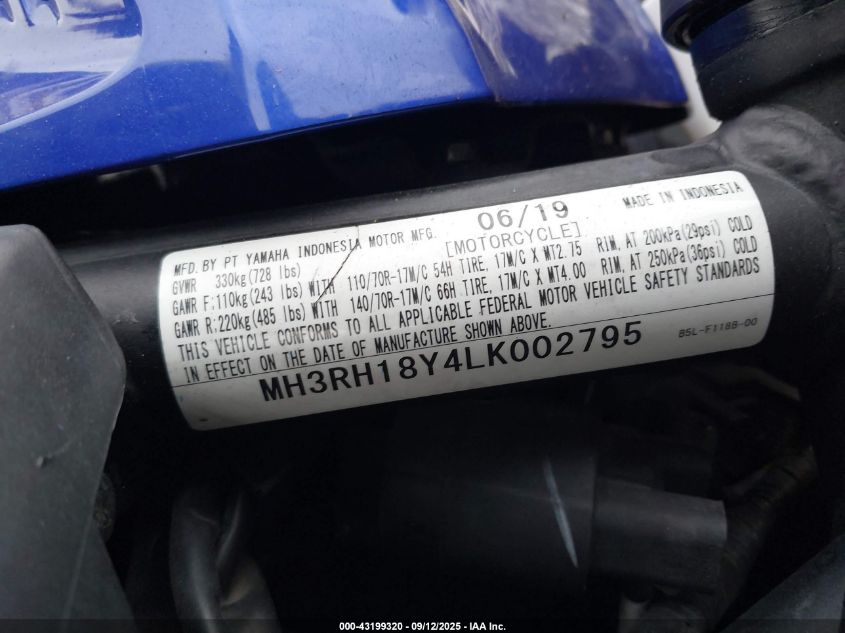 MFD. BY PT YAMAHA INDONESIA MOTOR MFG. 06/19 MADE IN INDONESIA
GVWR 330kg(728 lbs) [MOTORCYCLE]
GAWR F:110kg(243 lbs) WITH 110/70R-17M/C 54H TIRE, 17M/C X MT2.75 RIM, AT 200kPa(29psi) COLD
GAWR R:220kg(485 lbs) WITH 140/70R-17M/C 66H TIRE, 17M/C X MT4.00 RIM, AT 250kPa(36psi) COLD
THIS VEHICLE CONFORMS TO ALL APPLICABLE FEDERAL MOTOR VEHICLE SAFETY STANDARDS
IN EFFECT ON THE DATE OF MANUFACTURE SHOWN ABOVE.
MH3RH18Y4LK002795 B5L-F118B-00
000-43199320 - 09/12/2025 - IAA Inc.